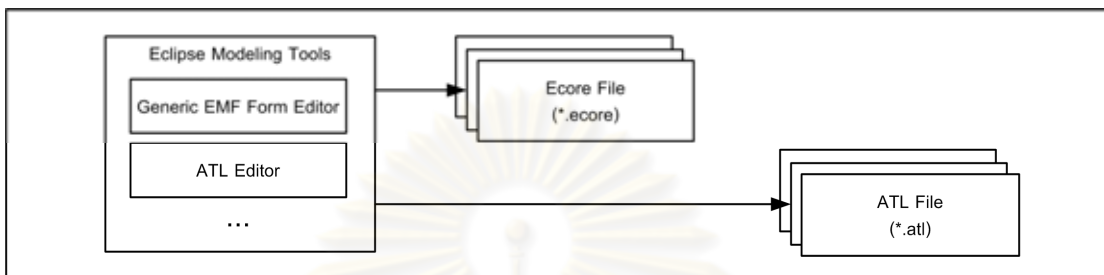 Eclipse Modeling Tools
Generic EMF Form Editor
ATL Editor
...
Ecore File
(*.ecore)
ATL File
(*.atl)